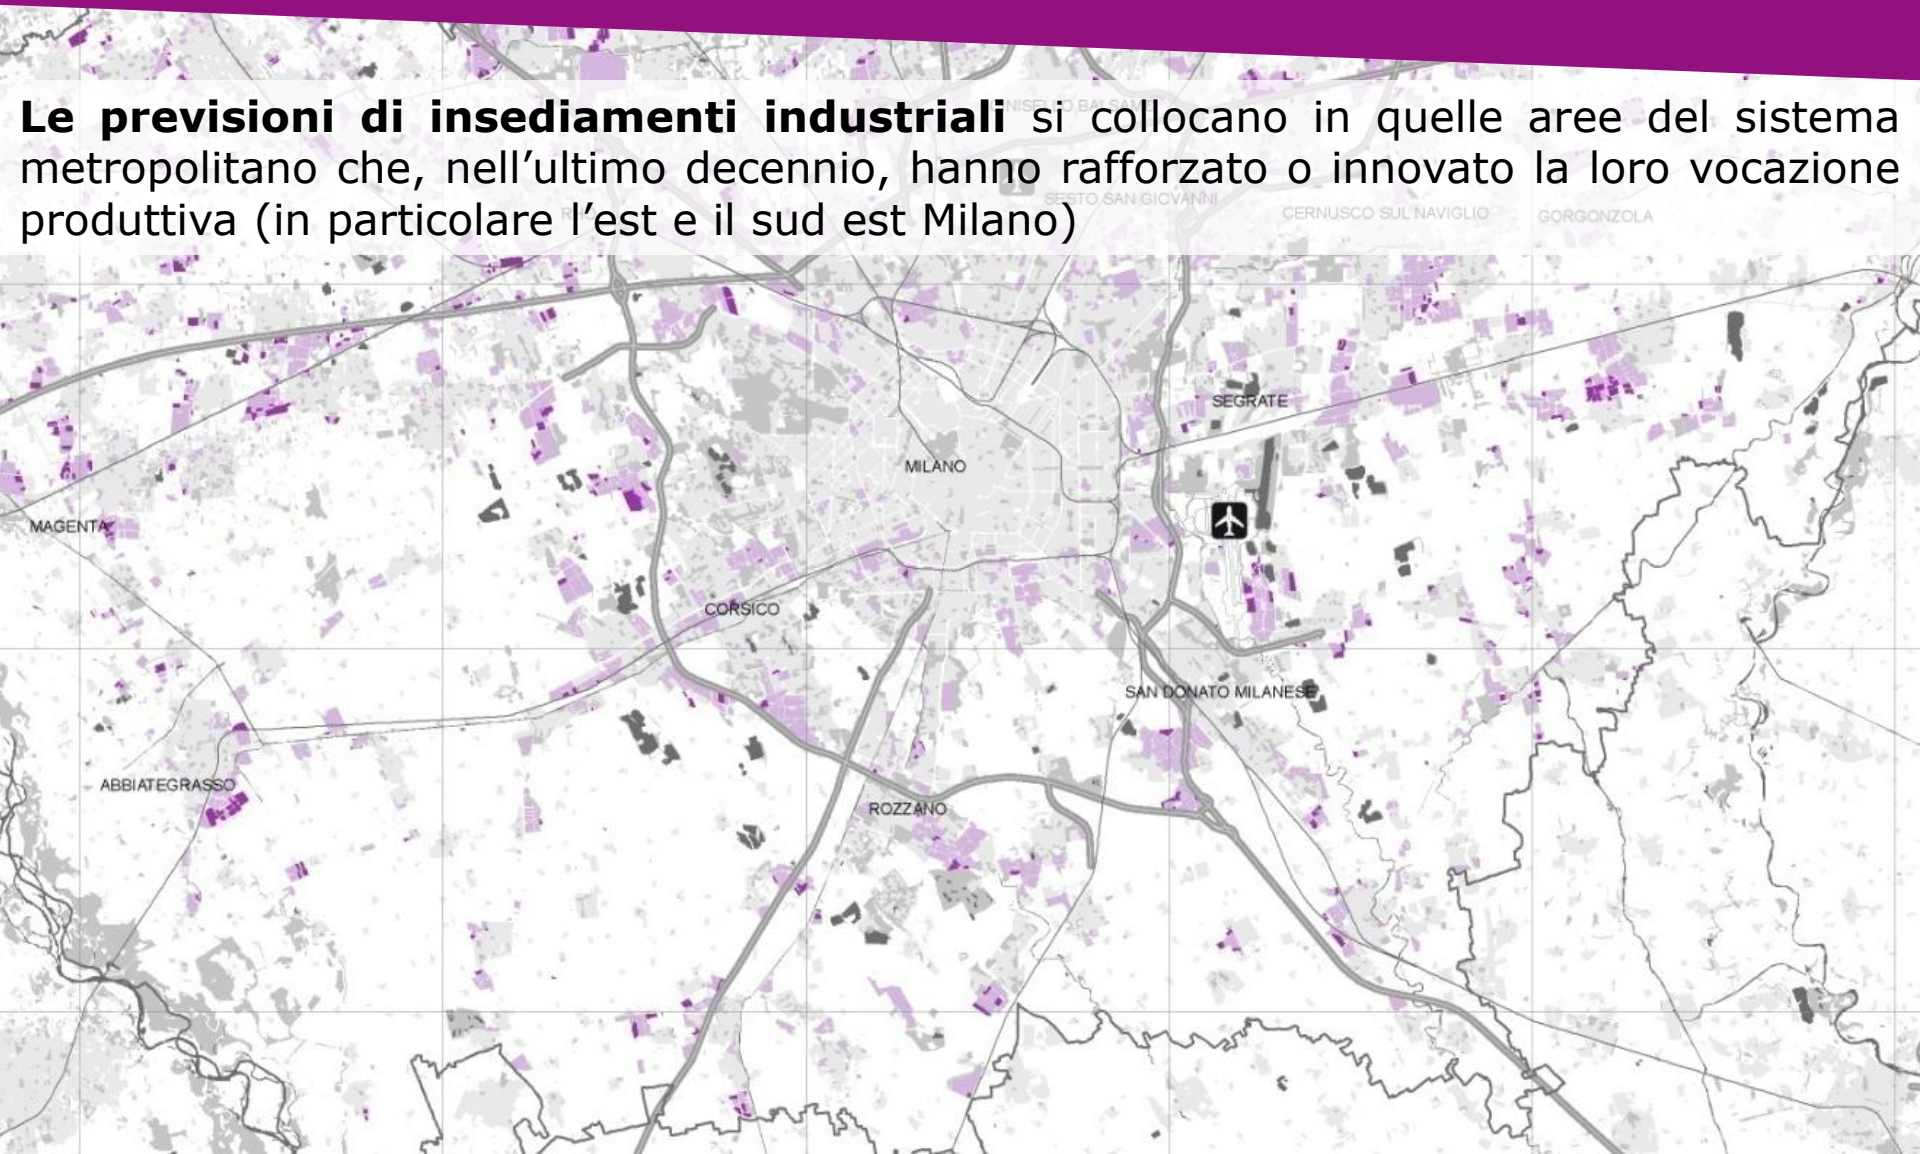 Le previsioni di insediamenti industriali si collocano in quelle aree del sistema
metropolitano che, nell’ultimo decennio, hanno rafforzato o innovato la loro vocazione
produttiva (in particolare l’est e il sud est Milano)
SESTO SAN GIOVANNI
CERNUSCO SUL NAVIGLIO
GORGONZOLA
SEGRATE
MILANO
MAGENTA
CORSICO
SAN DONATO MILANESE
ABBIATEGRASSO
ROZZANO